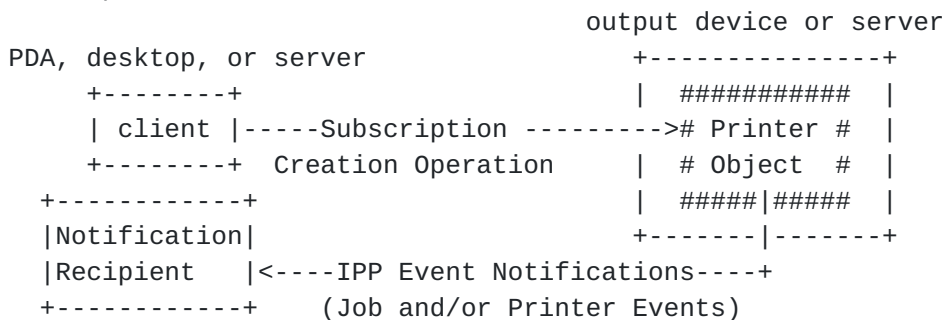 output device or server
PDA, desktop, or server                            +---------------+
      +--------+                                   |  ###########  |
      | client |-----Subscription ---------># Printer #  |
      +--------+  Creation Operation       |  # Object  #  |
  +------------+                               |  #####|#####  |
  |Notification|                               +-------|-------+
  |Recipient   |<----IPP Event Notifications----+
  +------------+    (Job and/or Printer Events)